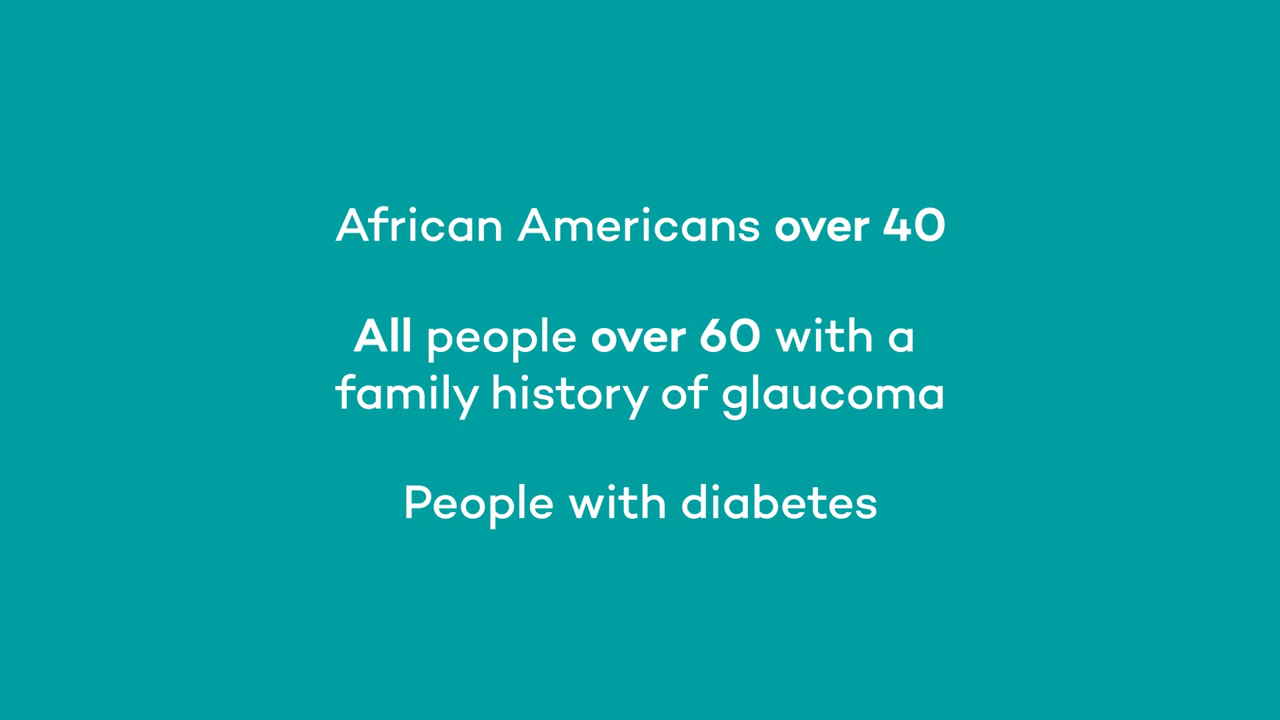 African Americans over 40
All people over 60 with a
family history of glaucoma
People with diabetes